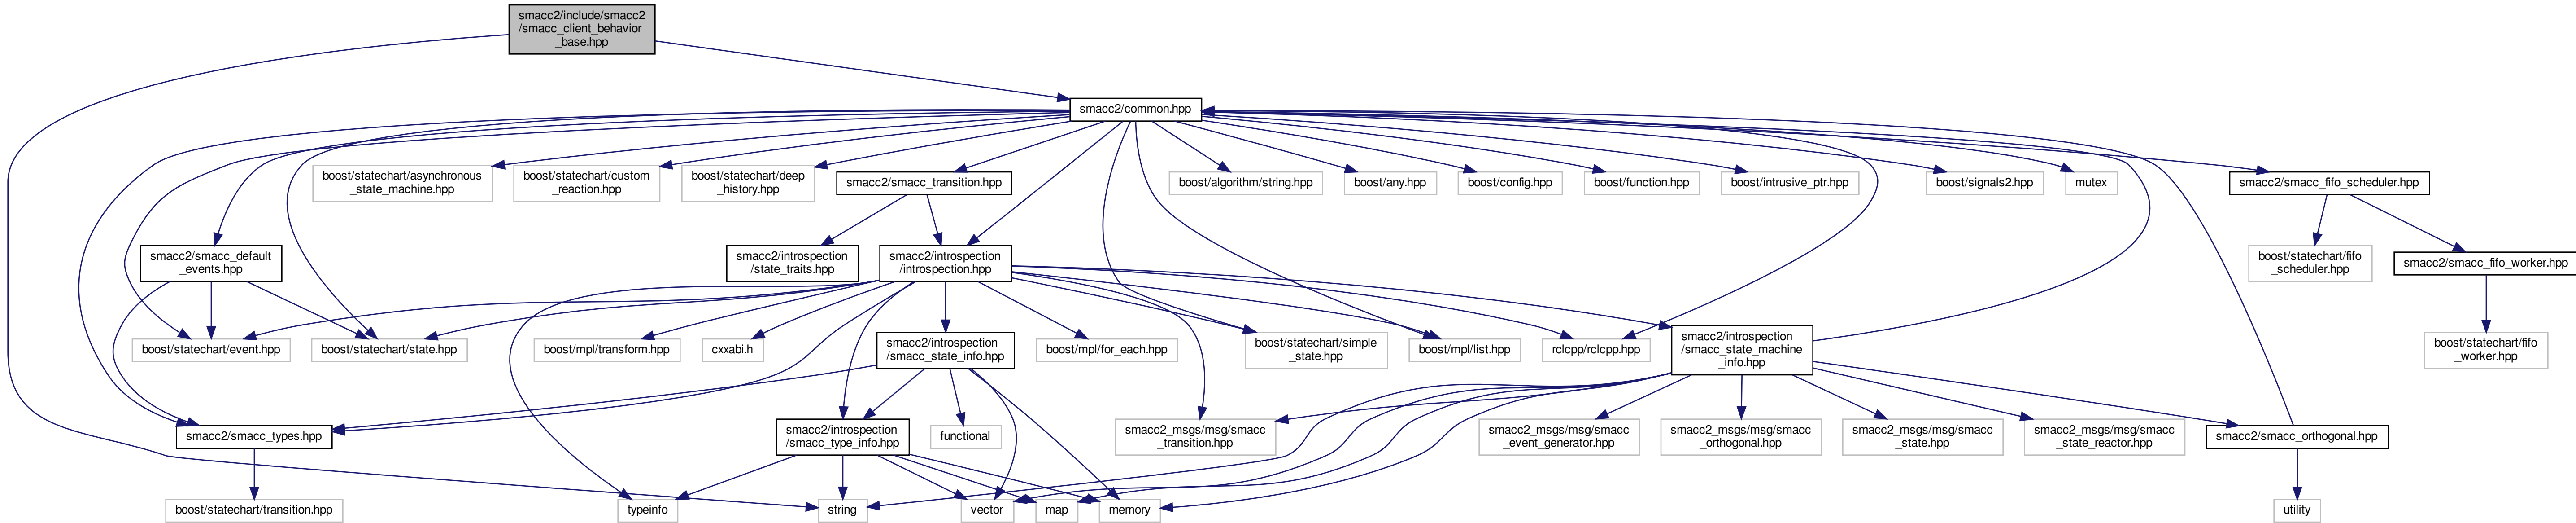 smacc2/include/smacc2
/smacc_client_behavior
_base.hpp
smacc2/common.hpp
boost/statechart/asynchronous
_state_machine.hpp
boost/statechart/custom
_reaction.hpp
boost/statechart/deep
_history.hpp
smacc2/smacc_transition.hpp
boost/algorithm/string.hpp
boost/any.hpp
boost/config.hpp
boost/function.hpp
boost/intrusive_ptr.hpp
boost/signals2.hpp
mutex
smacc2/smacc_fifo_scheduler.hpp
smacc2/smacc_default
_events.hpp
smacc2/introspection
/state_traits.hpp
smacc2/introspection
/introspection.hpp
boost/statechart/fifo
_scheduler.hpp
smacc2/smacc_fifo_worker.hpp
boost/statechart/event.hpp
boost/statechart/state.hpp
boost/mpl/transform.hpp
cxxabi.h
smacc2/introspection
/smacc_state_info.hpp
boost/mpl/for_each.hpp
boost/statechart/simple
_state.hpp
boost/mpl/list.hpp
rclcpp/rclcpp.hpp
smacc2/introspection
/smacc_state_machine
_info.hpp
boost/statechart/fifo
_worker.hpp
smacc2/smacc_types.hpp
smacc2/introspection
/smacc_type_info.hpp
functional
smacc2_msgs/msg/smacc
_transition.hpp
smacc2_msgs/msg/smacc
_event_generator.hpp
smacc2_msgs/msg/smacc
_orthogonal.hpp
smacc2_msgs/msg/smacc
_state.hpp
smacc2_msgs/msg/smacc
_state_reactor.hpp
smacc2/smacc_orthogonal.hpp
boost/statechart/transition.hpp
typeinfo
string
vector
map
memory
utility